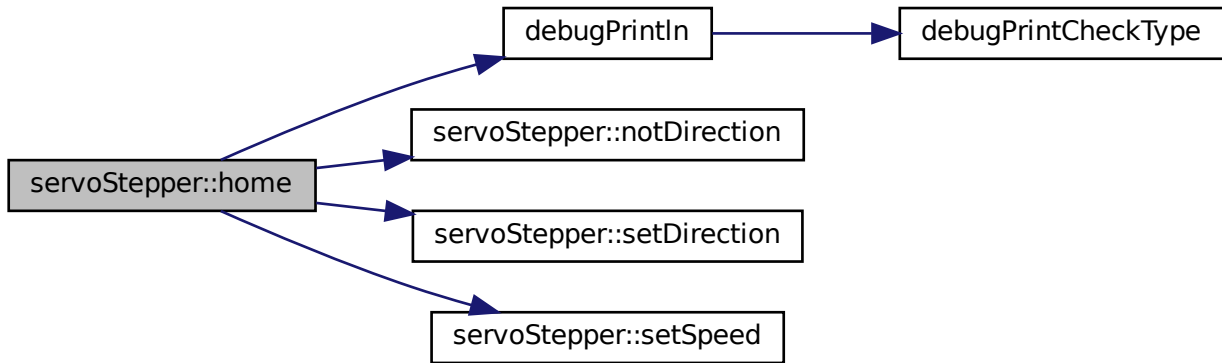 debugPrintln
debugPrintCheckType
servoStepper::notDirection
servoStepper::home
servoStepper::setDirection
servoStepper::setSpeed